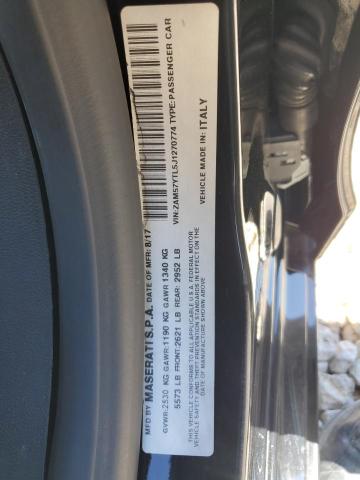 MFD BY MASERATI S.P.A. DATE OF MFR: 8/17 VIN:ZAM57YTL5J1270774 TYPE:PASSENGER CAR
GVWR:2530 KG GAWR:1190 KG GAWR 1340 KG
5573 LB FRONT:2621 LB REAR: 2952 LB VEHICLE MADE IN: ITALY
THIS VEHICLE CONFORMS TO ALL APPLICABLE U.S.A. FEDERAL MOTOR
VEHICLE SAFETY AND THEFT PREVENTION STANDARDS IN EFFECT ON THE
DATE OF MANUFACTURE SHOWN ABOVE